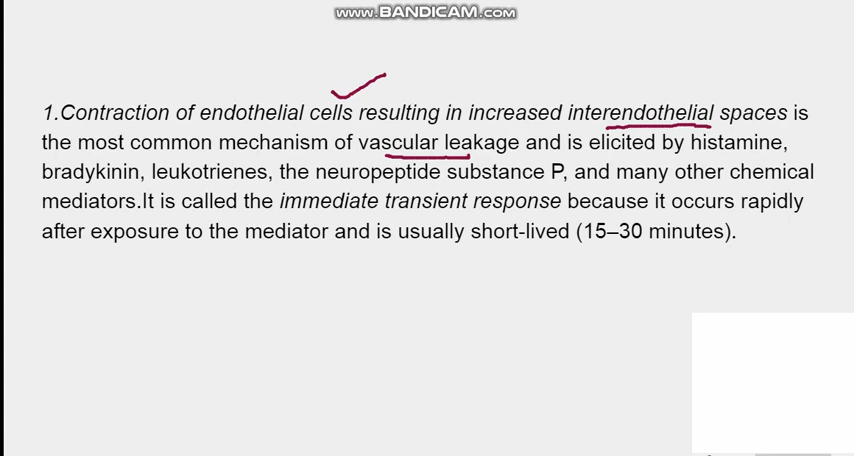 www.BANDICAM.com
1.Contraction of endothelial cells resulting in increased interendothelial spaces is
the most common mechanism of vascular leakage and is elicited by histamine,
bradykinin, leukotrienes, the neuropeptide substance P, and many other chemical
mediators.It is called the immediate transient response because it occurs rapidly
after exposure to the mediator and is usually short-lived (15–30 minutes).